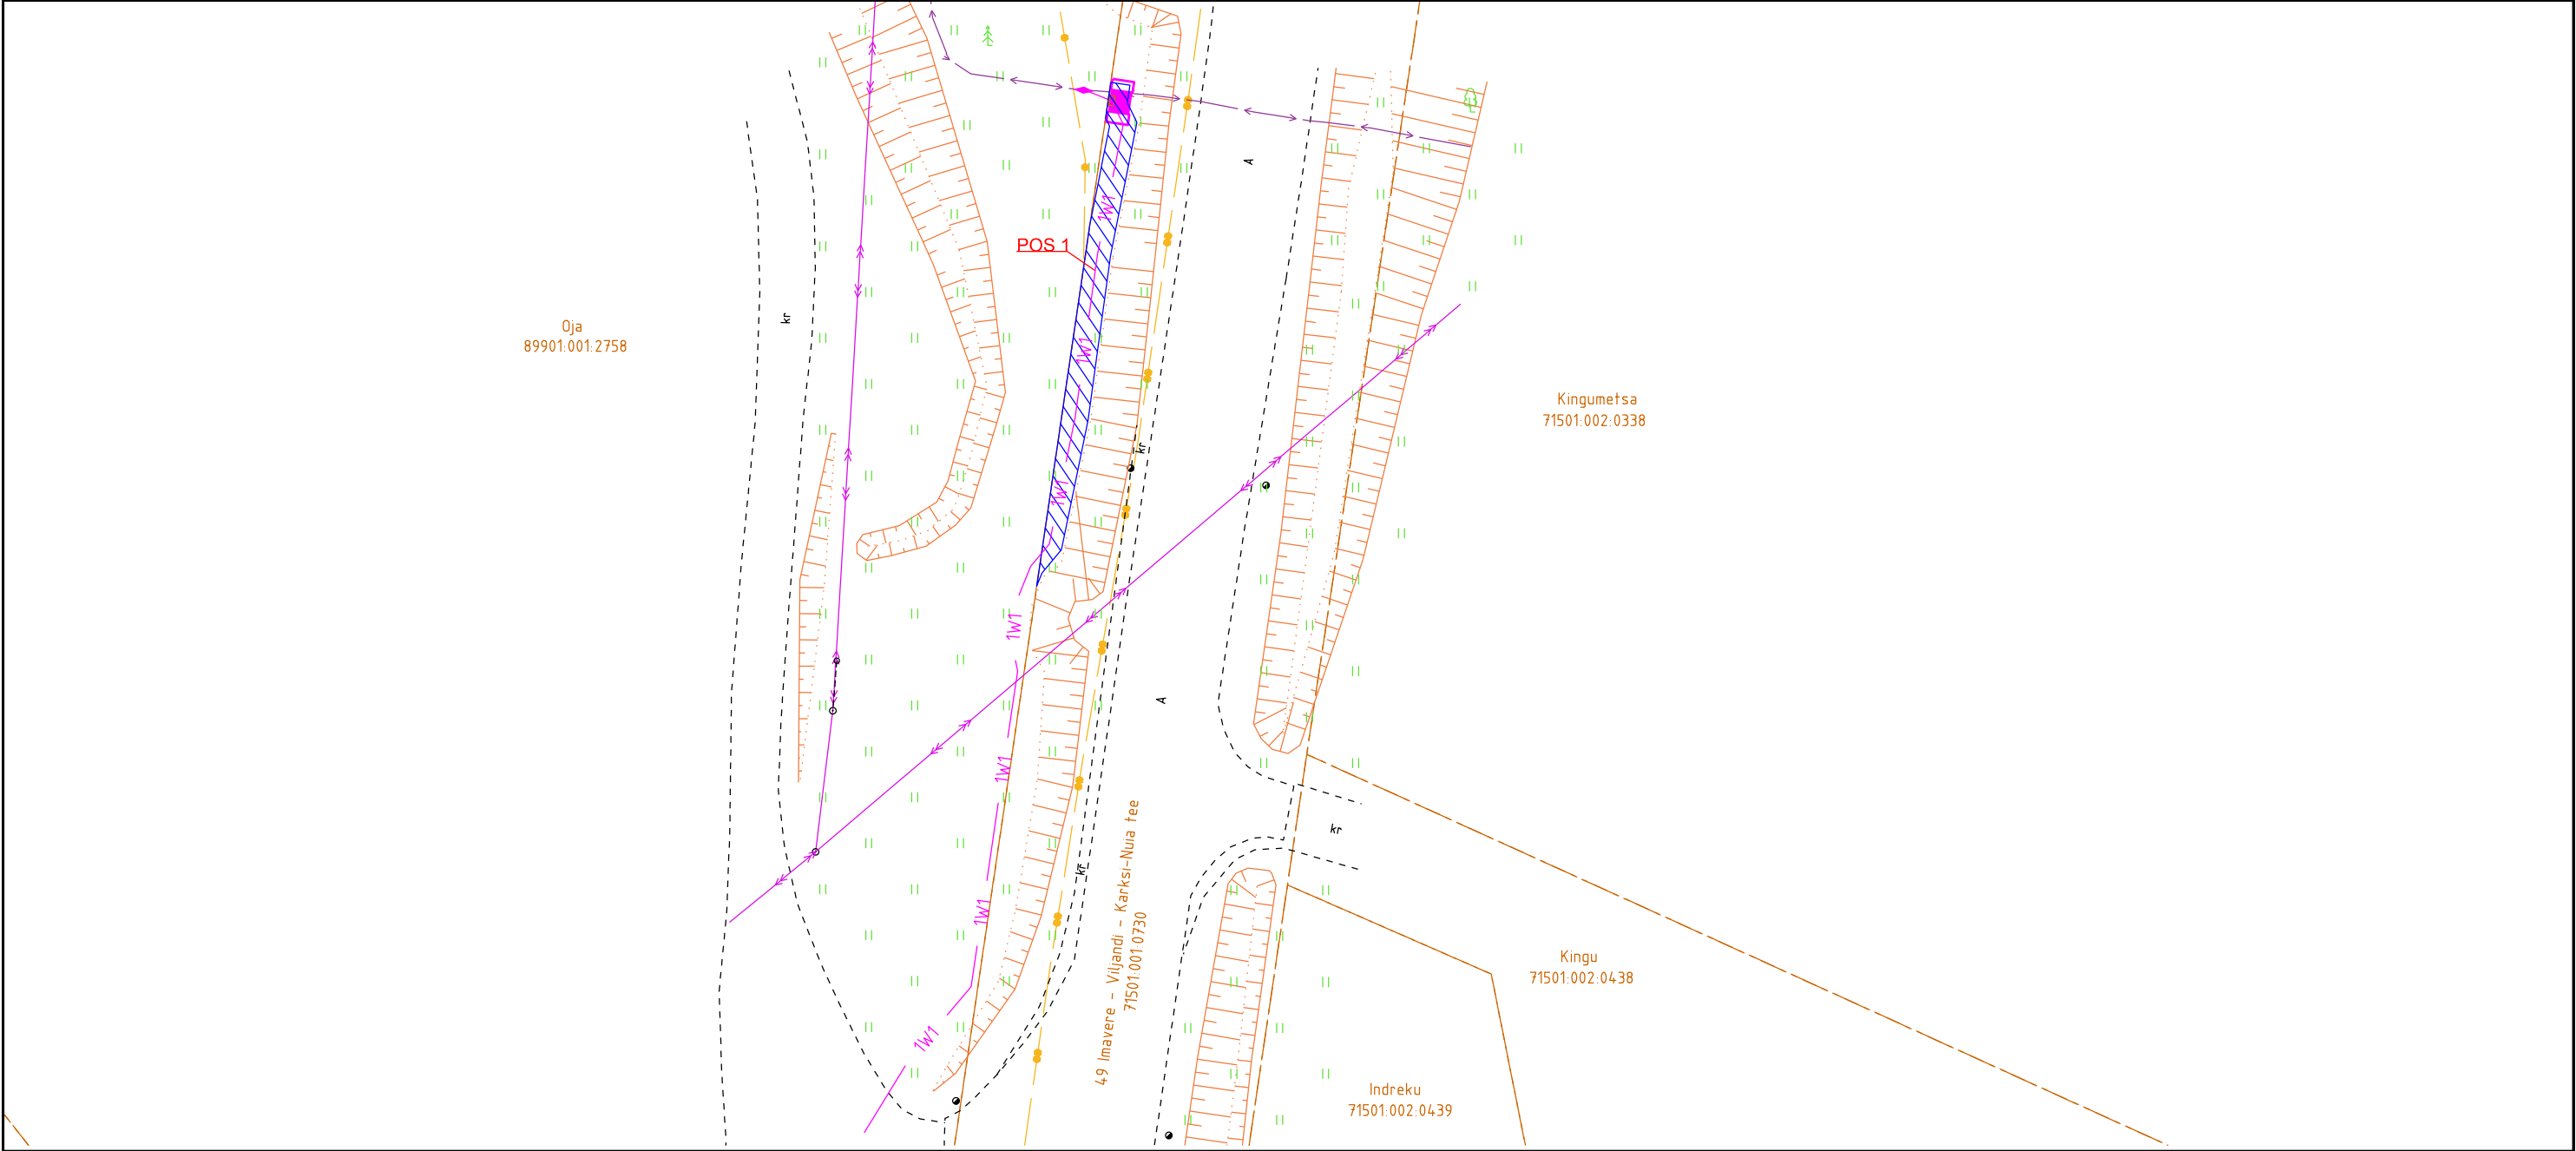 A
1W1
POS 1
kr
Oja
89901:001:2758
1W1
Kingumetsa
71501:002:0338
kr
1W1
1W1
A
1W1
kr
kr
1W1
49 Imavere - Viljandi - Karksi-Nuia tee
71501:001:0730
Kingu
71501:002:0438
1W1
Indreku
71501:002:0439